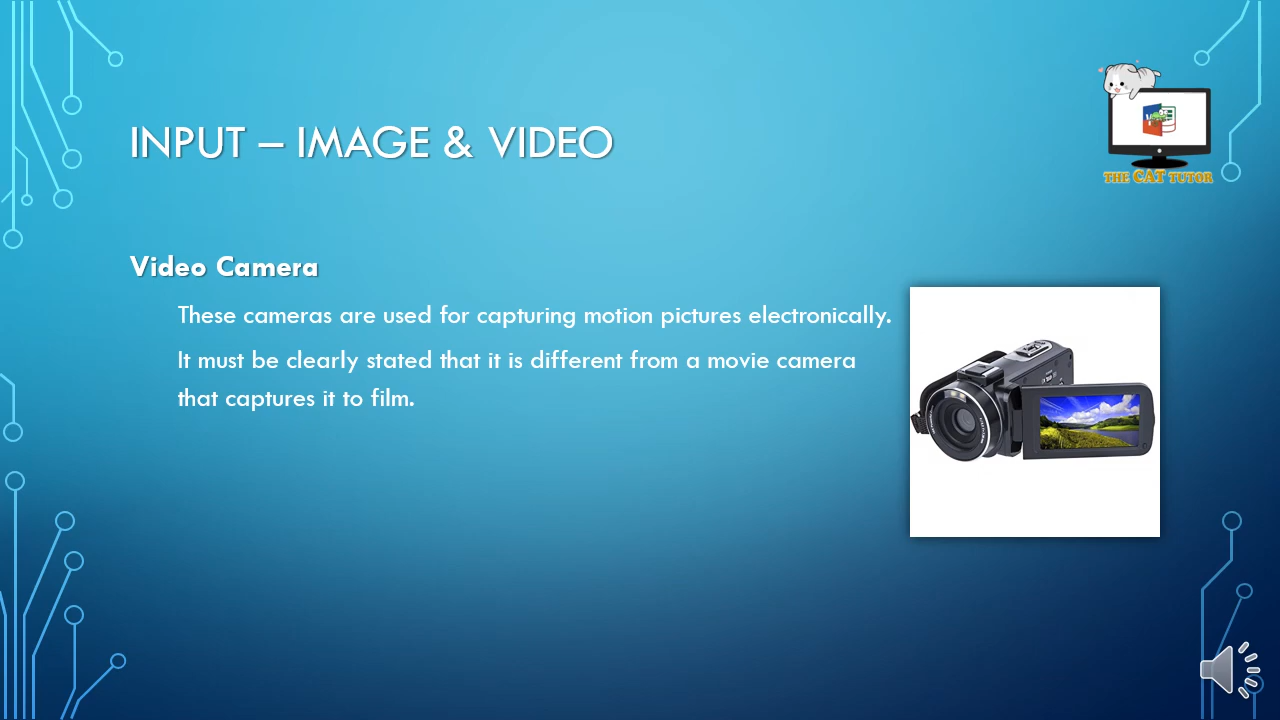 INPUT – IMAGE & VIDEO
THE CAT TUTOR
Video Camera
These cameras are used for capturing motion pictures electronically.
It must be clearly stated that it is different from a movie camera
that captures it to film.